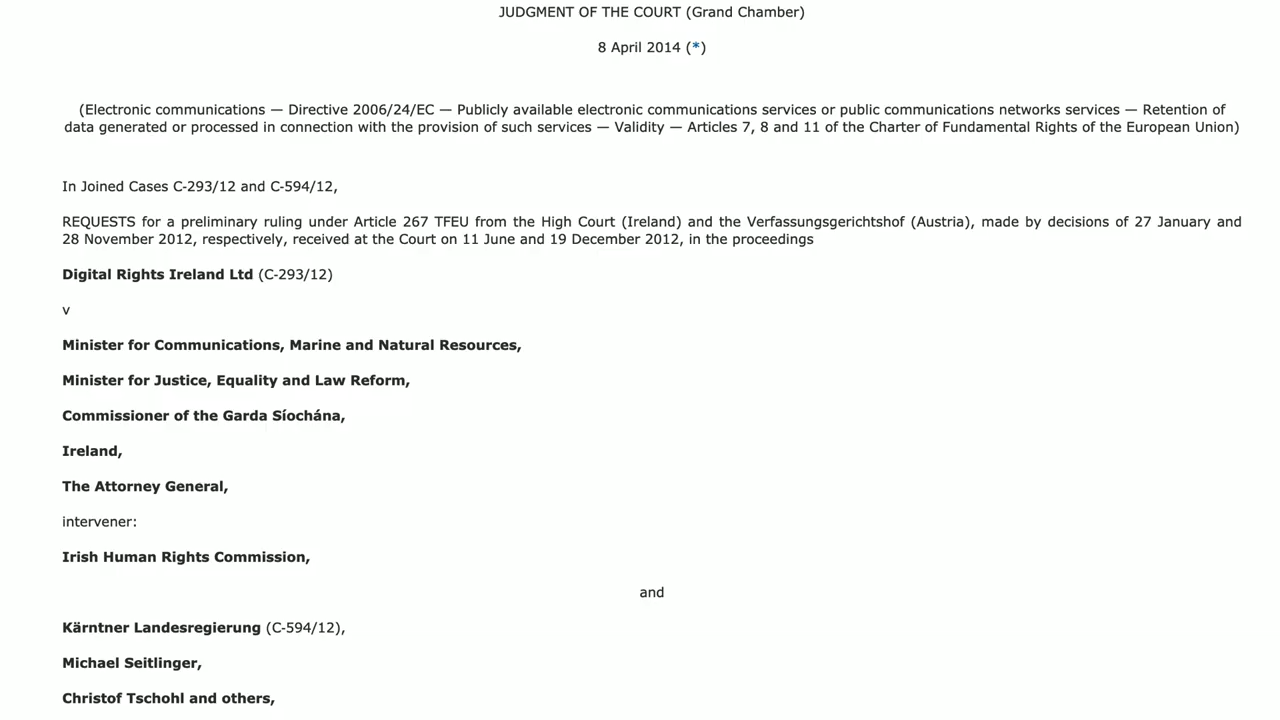 JUDGMENT OF THE COURT (Grand Chamber)
8 April 2014 (*)
(Electronic communications — Directive 2006/24/EC — Publicly available electronic communications services or public communications networks services — Retention of
data generated or processed in connection with the provision of such services — Validity — Articles 7, 8 and 11 of the Charter of Fundamental Rights of the European Union)
In Joined Cases C-293/12 and C-594/12,
REQUESTS for a preliminary ruling under Article 267 TFEU from the High Court (Ireland) and the Verfassungsgerichtshof (Austria), made by decisions of 27 January and
28 November 2012, respectively, received at the Court on 11 June and 19 December 2012, in the proceedings
Digital Rights Ireland Ltd (C-293/12)
v
Minister for Communications, Marine and Natural Resources,
Minister for Justice, Equality and Law Reform,
Commissioner of the Garda Síochána,
Ireland,
The Attorney General,
intervener:
Irish Human Rights Commission,
and
Kärntner Landesregierung (C-594/12),
Michael Seitlinger,
Christof Tschohl and others,